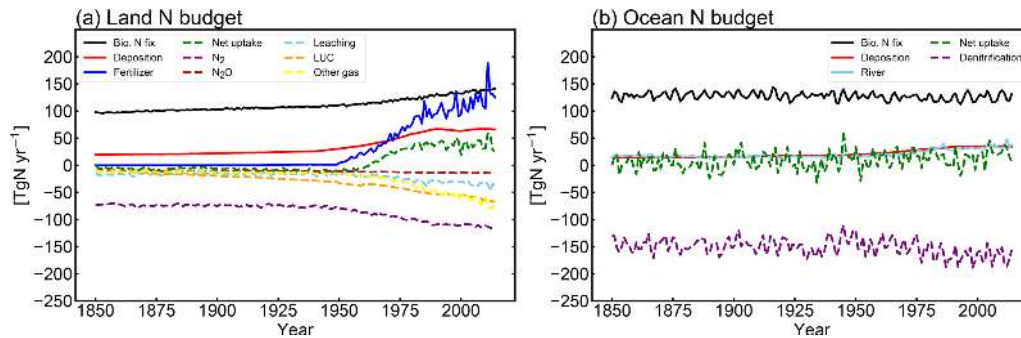 (a) Land N budget
Bio. N fix
Deposition
Fertilizer
Net uptake
N₂
N₂O
Leaching
LUC
Other gas
[TgN yr⁻¹]
200
150
100
50
0
−50
−100
−150
−200
−250
1850 1875 1900 1925 1950 1975 2000
Year
(b) Ocean N budget
Bio. N fix
Deposition
River
Net uptake
Danitrification
[TgN yr⁻¹]
200
150
100
50
0
−50
−100
−150
−200
−250
1850 1875 1900 1925 1950 1975 2000
Year